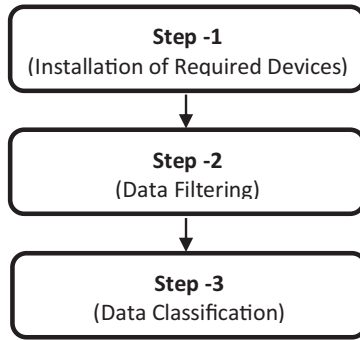 Step -1
(Installation of Required Devices)
Step -2
(Data Filtering)
Step -3
(Data Classification)